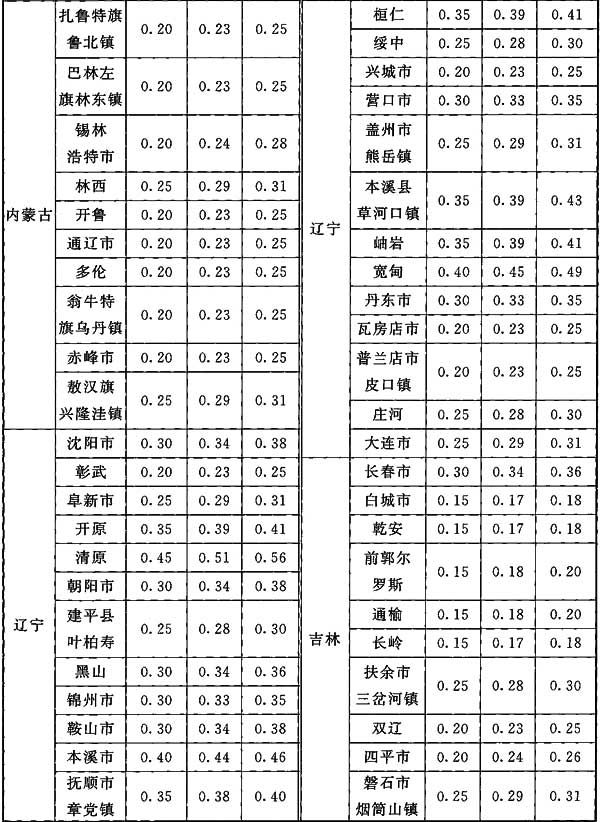 内蒙古
扎鲁特旗
鲁北镇
0.20 0.23 0.25
巴林左
旗林东镇
0.20 0.23 0.25
锡林
浩特市
0.20 0.24 0.28
林西 0.25 0.29 0.31
开鲁 0.20 0.23 0.25
通辽市 0.20 0.23 0.25
多伦 0.20 0.23 0.25
翁牛特
旗乌丹镇
0.20 0.23 0.25
赤峰市 0.20 0.23 0.25
敖汉旗
兴隆洼镇
0.25 0.29 0.31
辽宁
沈阳市 0.30 0.34 0.38
彰武 0.20 0.23 0.25
阜新市 0.25 0.29 0.31
开原 0.35 0.39 0.41
清原 0.45 0.51 0.56
朝阳市 0.30 0.34 0.38
建平县
叶柏寿
0.25 0.28 0.30
黑山 0.30 0.34 0.36
锦州市 0.30 0.33 0.35
鞍山市 0.30 0.34 0.38
本溪市 0.40 0.44 0.46
抚顺市
章党镇
0.35 0.38 0.40
辽宁
桓仁 0.35 0.39 0.41
绥中 0.25 0.28 0.30
兴城市 0.20 0.23 0.25
营口市 0.30 0.33 0.35
盖州市
熊岳镇
0.25 0.29 0.31
本溪县
草河口镇
0.35 0.39 0.43
岫岩 0.35 0.39 0.41
宽甸 0.40 0.45 0.49
丹东市 0.30 0.33 0.35
瓦房店市 0.20 0.23 0.25
普兰店市
皮口镇
0.20 0.23 0.25
庄河 0.25 0.28 0.30
大连市 0.25 0.29 0.31
吉林
长春市 0.30 0.34 0.36
白城市 0.15 0.17 0.18
乾安 0.15 0.17 0.18
前郭尔
罗斯
0.15 0.18 0.20
通榆 0.15 0.18 0.20
长岭 0.15 0.17 0.18
扶余市
三岔河镇
0.25 0.28 0.30
双辽 0.20 0.23 0.25
四平市 0.20 0.24 0.26
磐石市
烟筒山镇
0.25 0.29 0.31